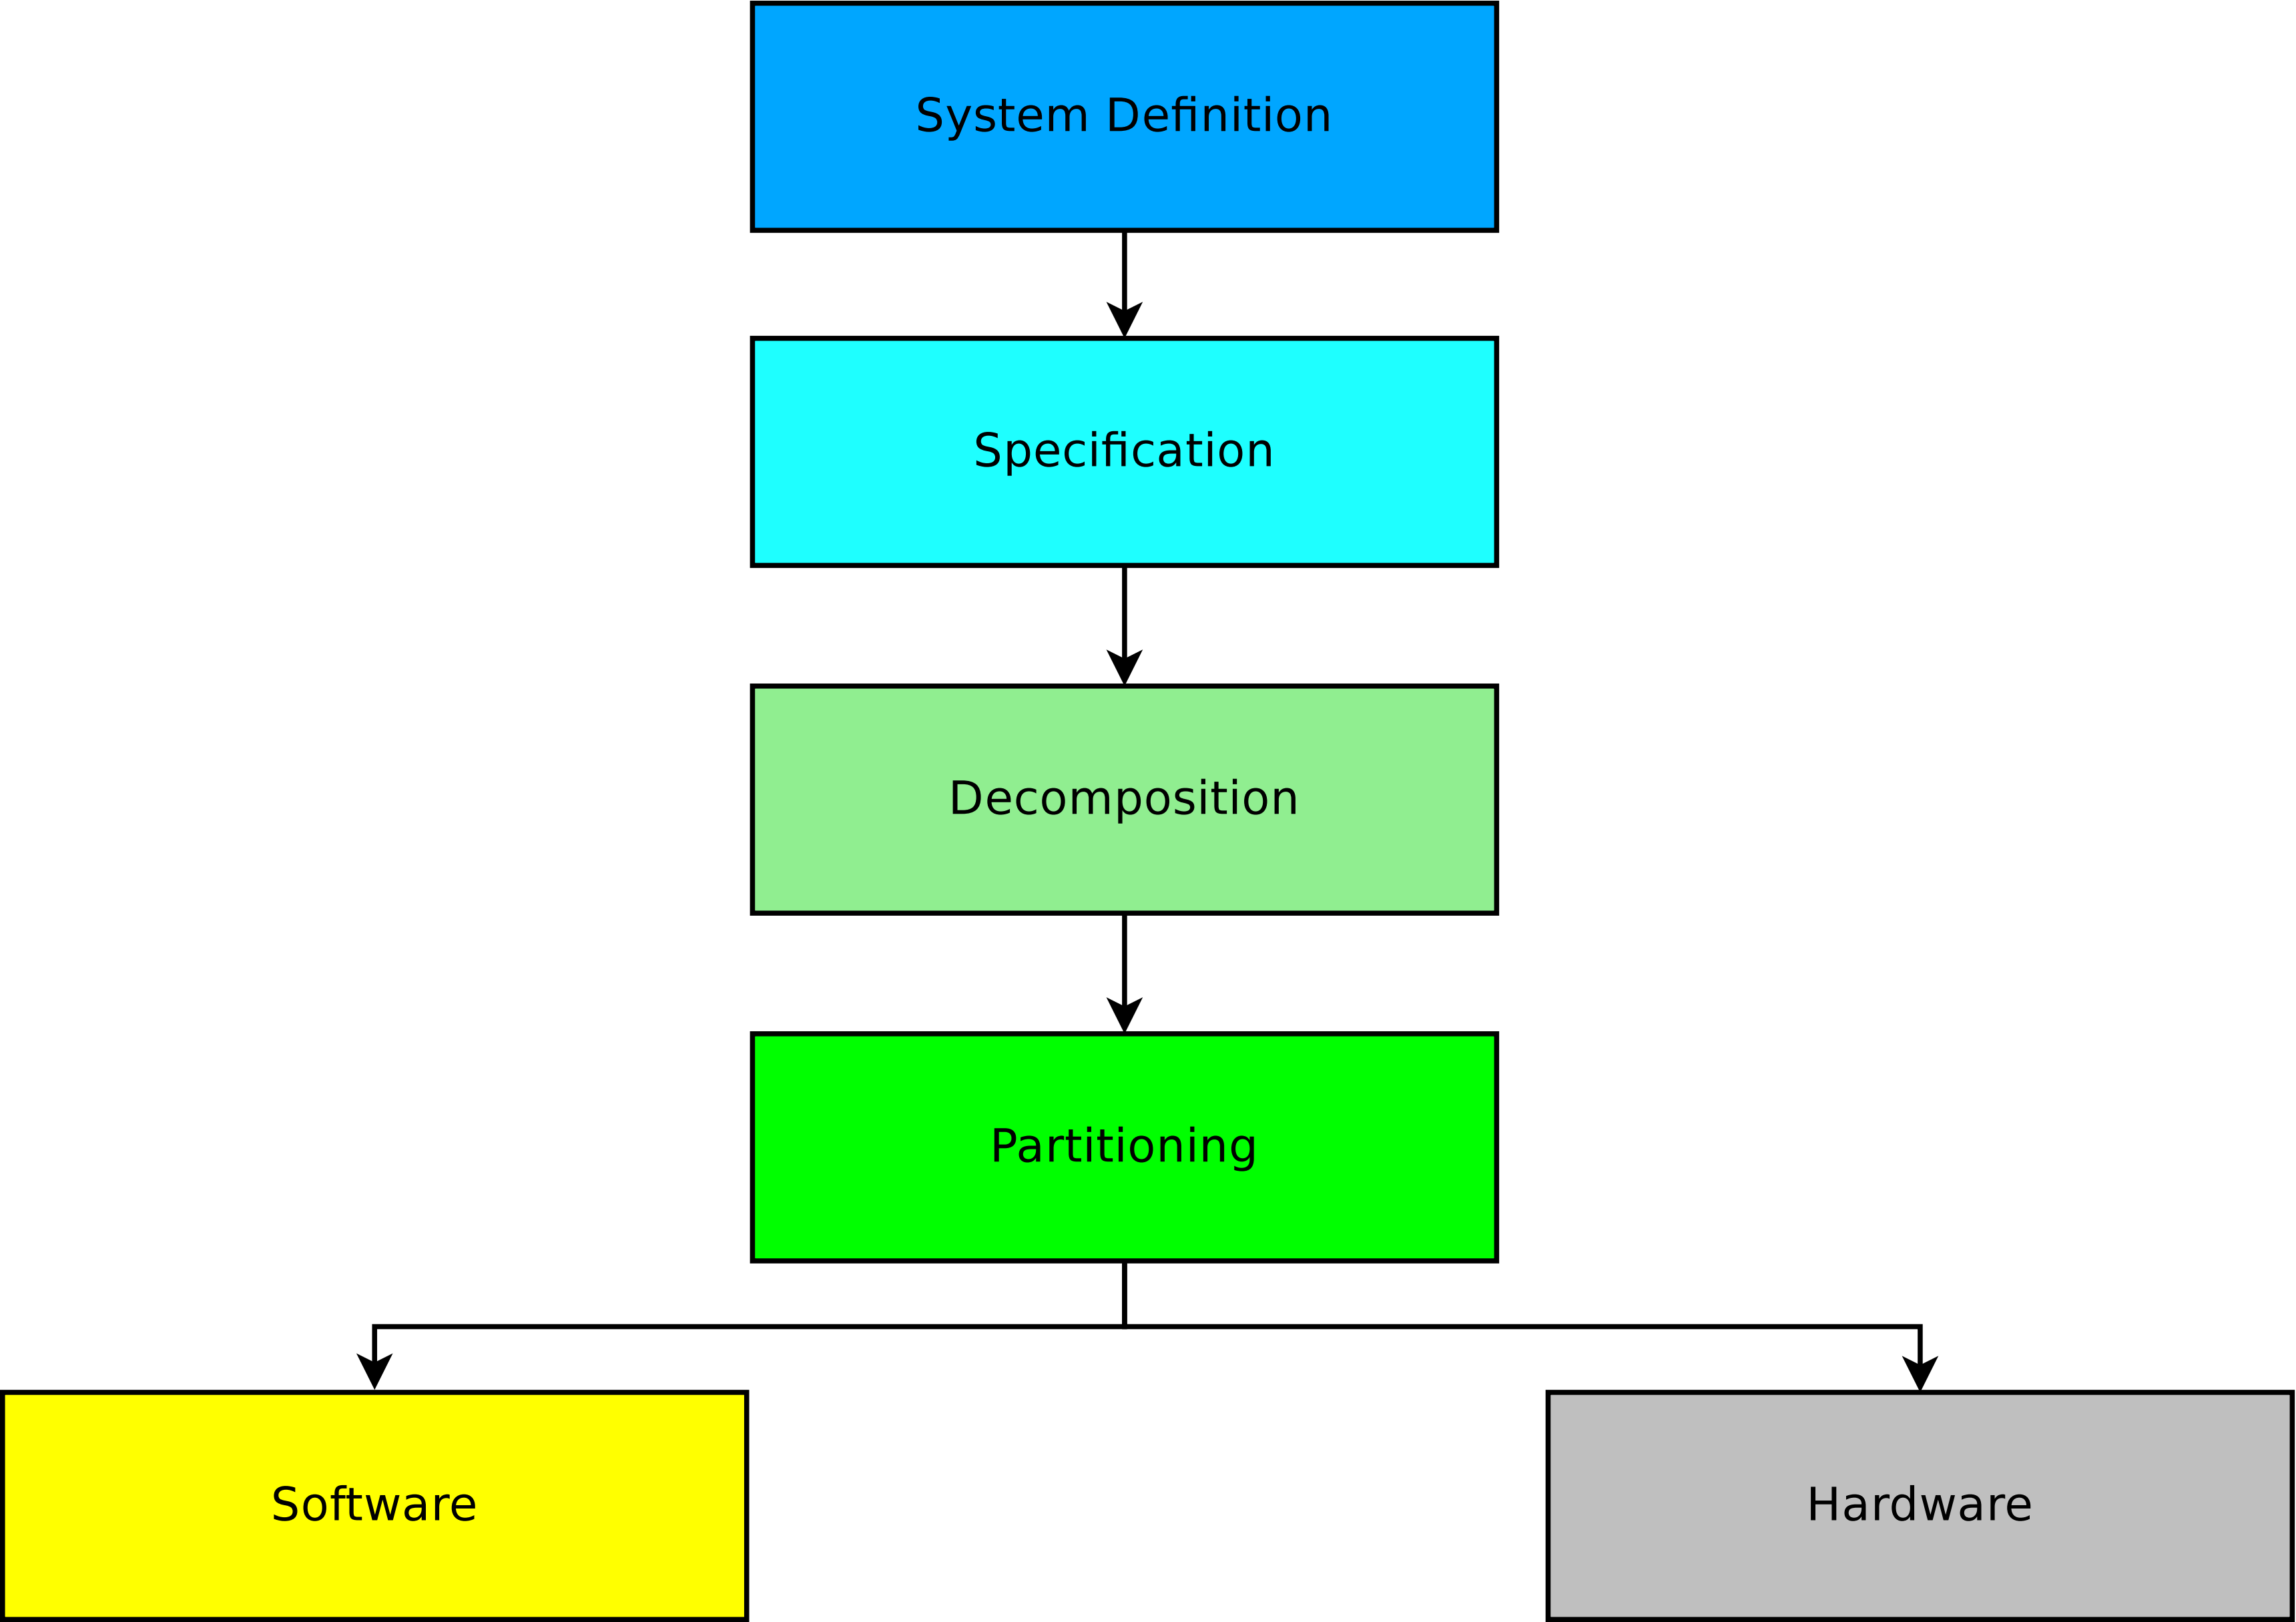 System Definition
Specification
Decomposition
Partitioning
Software
Hardware